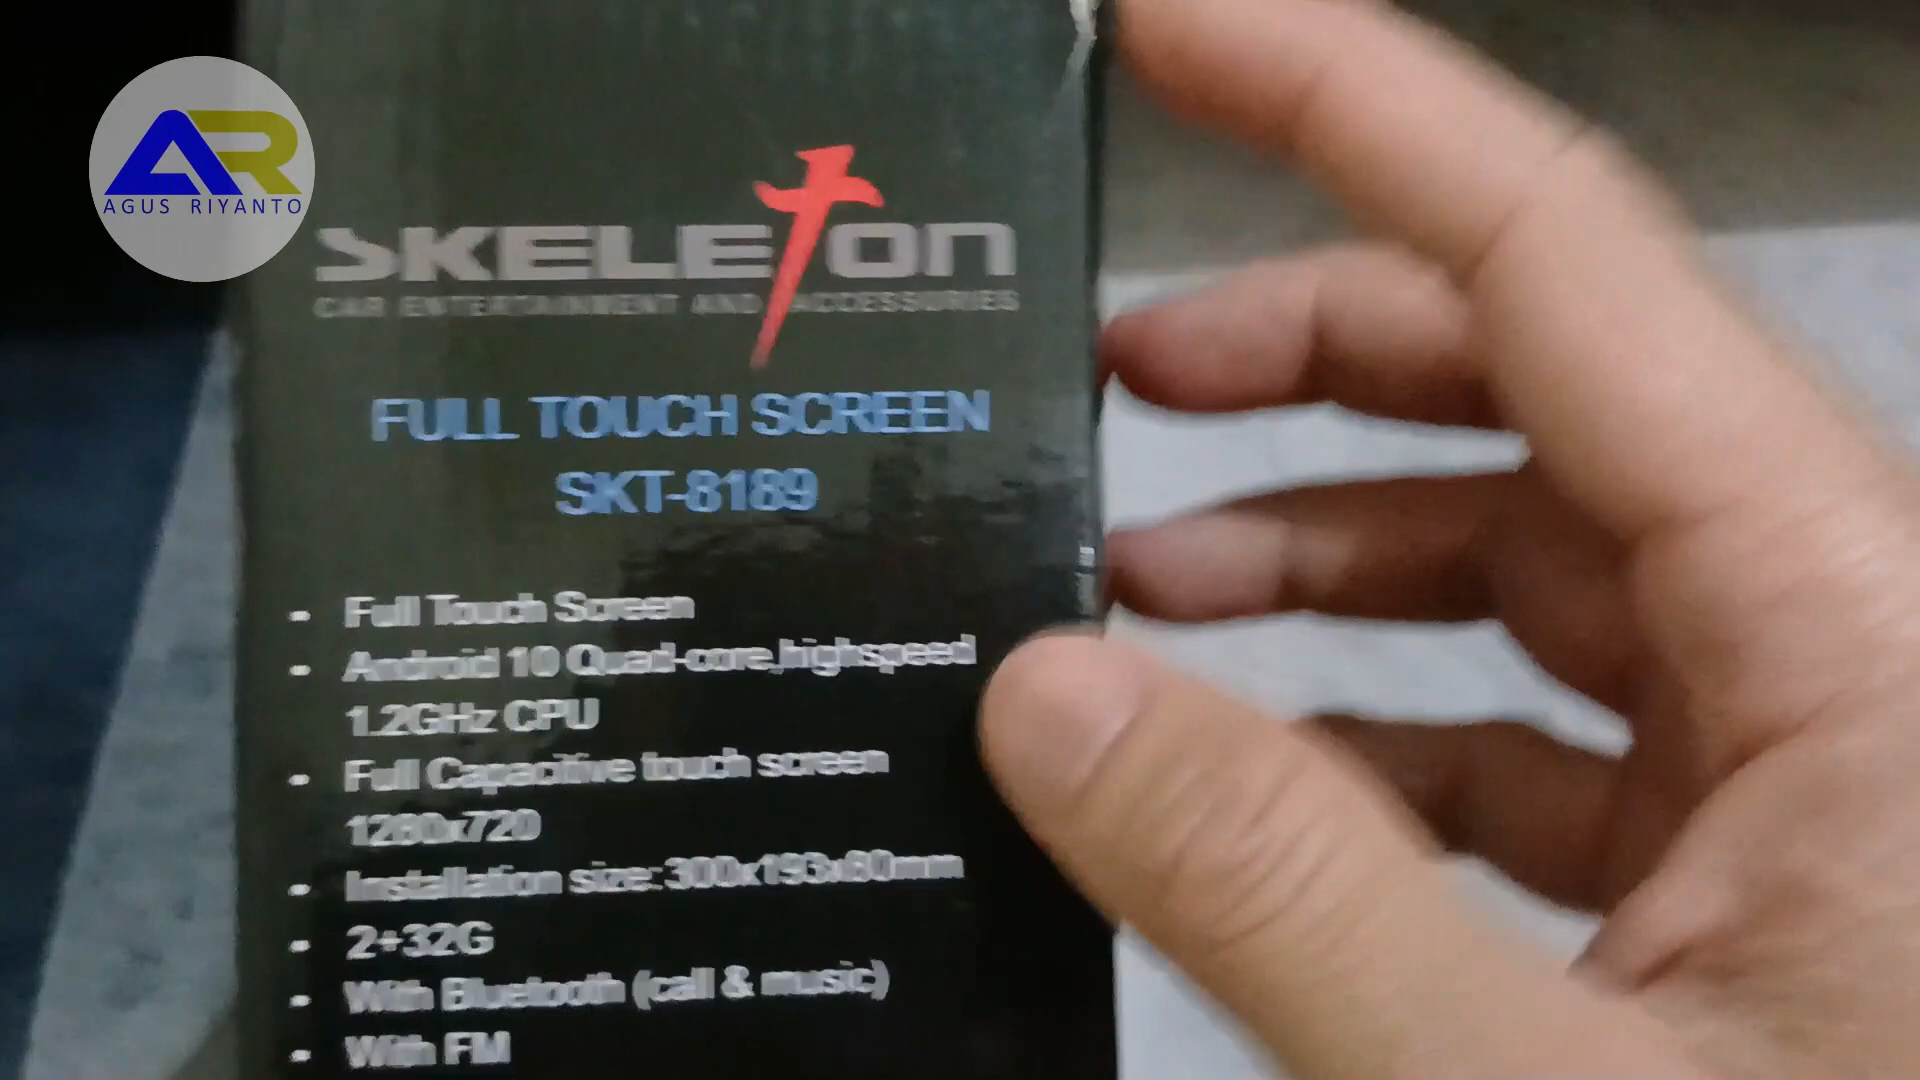 AR
AGUS RIYANTO
SKELETON
CAR ENTERTAINMENT AND ACCESSURIES
FULL TOUCH SCREEN
SKT-8189
• Full Touch Screen
• Android 10 Quad-core,highspeed
1.2GHz CPU
• Full Capacitive touch screen
1280x720
• Installation size: 300x193x80mm
• 2+32G
• With Bluetooth (call & music)
• With FM